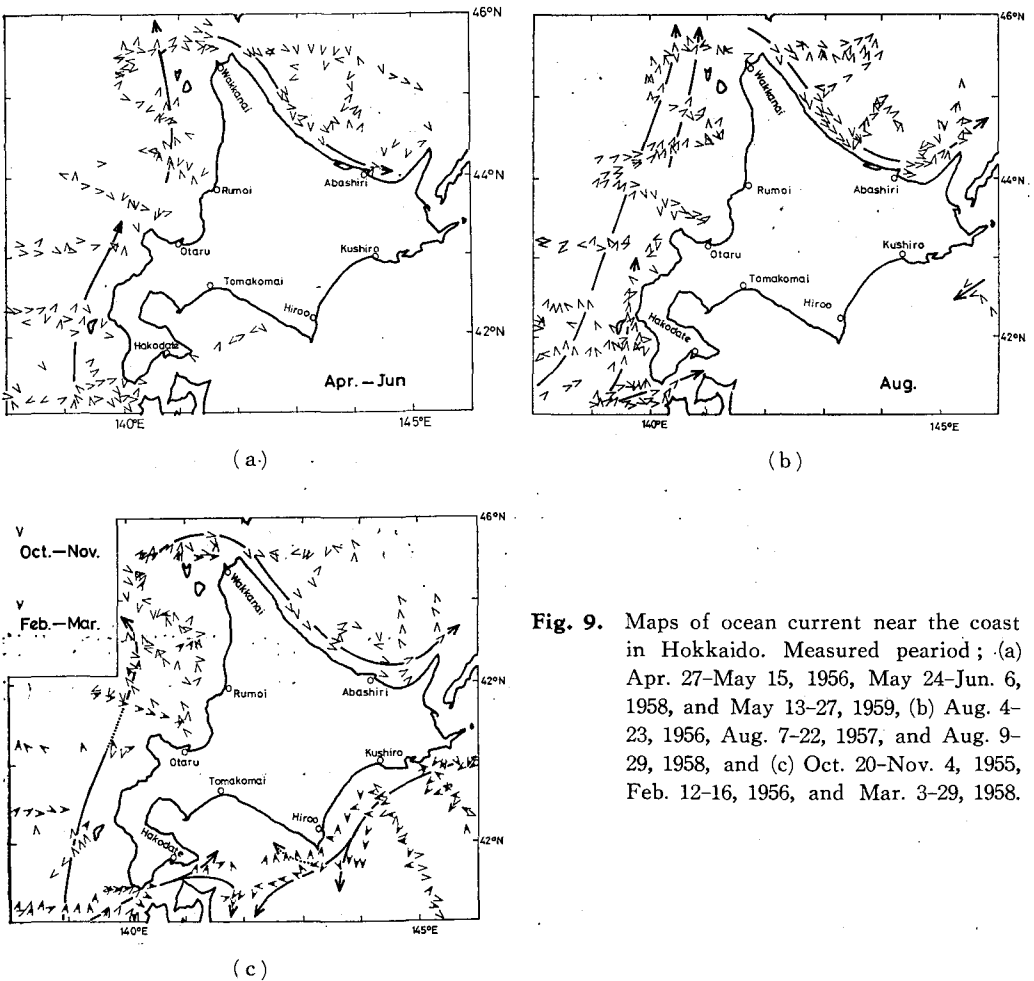 46°N
Wakkanai
Rumoi
Abashiri
44°N
Otaru
Kushiro
Tomakomai
Hiroo
Hakodate
42°N
Apr. – Jun
140°E
145°E
(a)
46°N
Wakkanai
Rumoi
Abashiri
44°N
Otaru
Kushiro
Tomakomai
Hiroo
Hakodate
42°N
Aug.
140°E
145°E
(b)
46°N
Oct.–Nov.
Feb.–Mar.
Wakkanai
Rumoi
Abashiri
42°N
Otaru
Kushiro
Tomakomai
Hiroo
Hakodate
42°N
140°E
145°E
(c)
Fig. 9. Maps of ocean current near the coast
in Hokkaido. Measured peariod ; (a)
Apr. 27–May 15, 1956, May 24–Jun. 6,
1958, and May 13–27, 1959, (b) Aug. 4–
23, 1956, Aug. 7–22, 1957, and Aug. 9–
29, 1958, and (c) Oct. 20–Nov. 4, 1955,
Feb. 12–16, 1956, and Mar. 3–29, 1958.